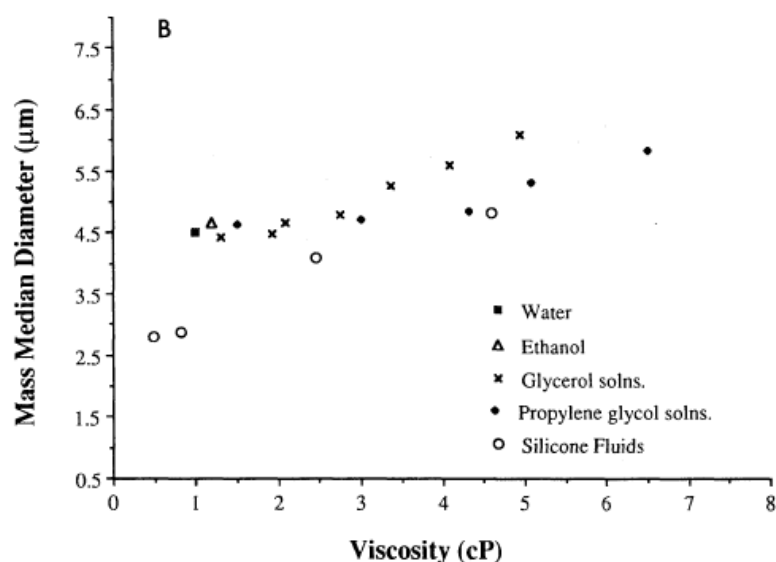 B
7.5
6.5
5.5
4.5
3.5
2.5
1.5
0.5
0 1 2 3 4 5 6 7 8
Mass Median Diameter (μm)
Viscosity (cP)
Water
Ethanol
Glycerol solns.
Propylene glycol solns.
Silicone Fluids